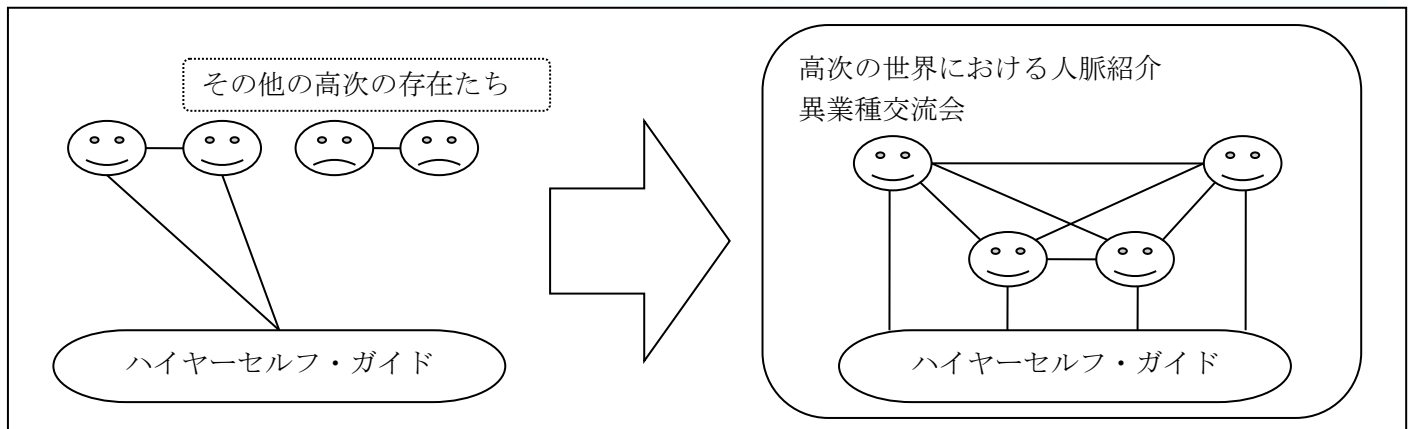 その他の高次の存在たち
ハイヤーセルフ・ガイド
高次の世界における人脈紹介
異業種交流会
ハイヤーセルフ・ガイド